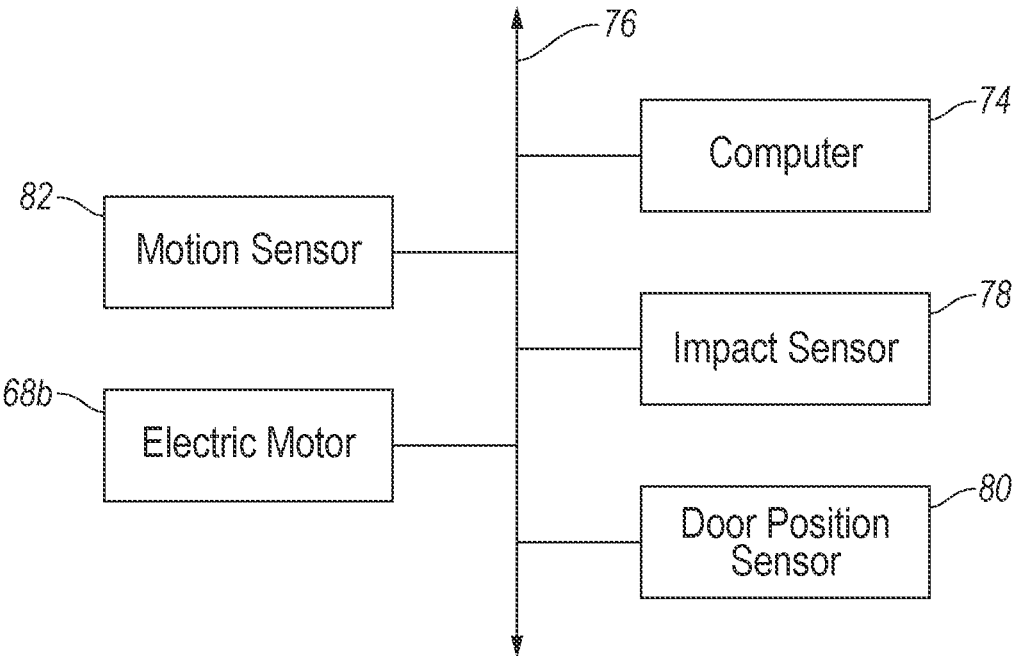 76
74
Computer
82
Motion Sensor
78
Impact Sensor
68b
Electric Motor
80
Door Position
Sensor